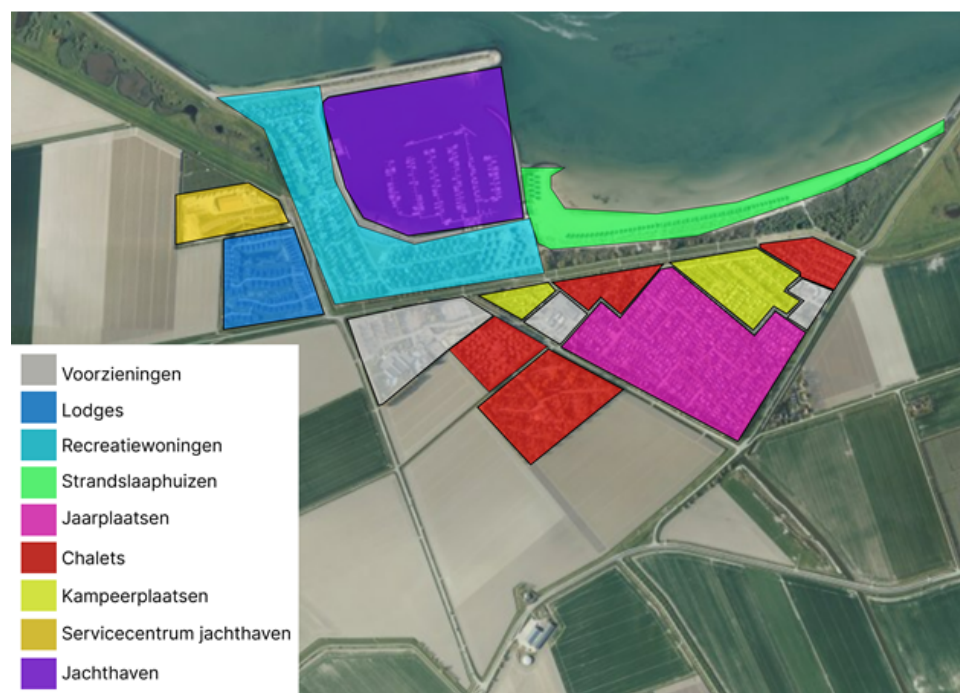 Voorzieningen
Lodges
Recreatiewoningen
Strandslaaphuizen
Jaarplaatsen
Chalets
Kampeerplaatsen
Servicecentrum jachthaven
Jachthaven